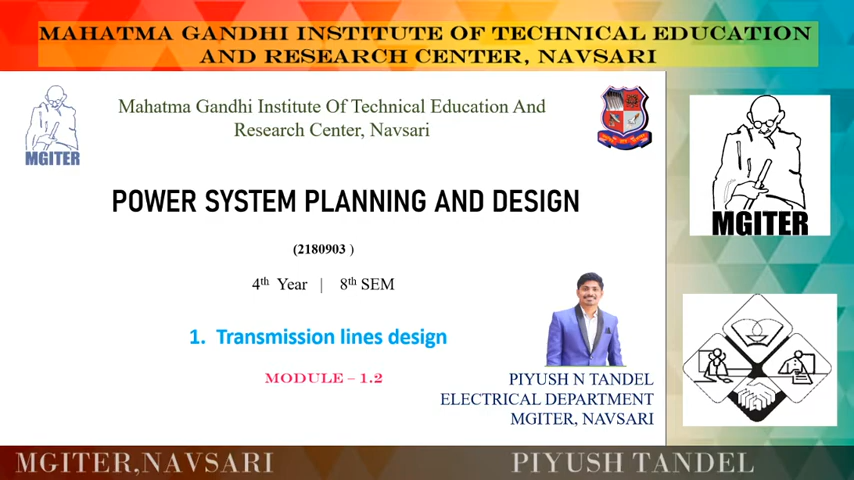 MAHATMA GANDHI INSTITUTE OF TECHNICAL EDUCATION
AND RESEARCH CENTER, NAVSARI
Mahatma Gandhi Institute Of Technical Education And
Research Center, Navsari
MGITER
MGITER
POWER SYSTEM PLANNING AND DESIGN
(2180903 )
4th Year | 8th SEM
1. Transmission lines design
MODULE – 1.2
PIYUSH N TANDEL
ELECTRICAL DEPARTMENT
MGITER, NAVSARI
MGITER,NAVSARI
PIYUSH TANDEL